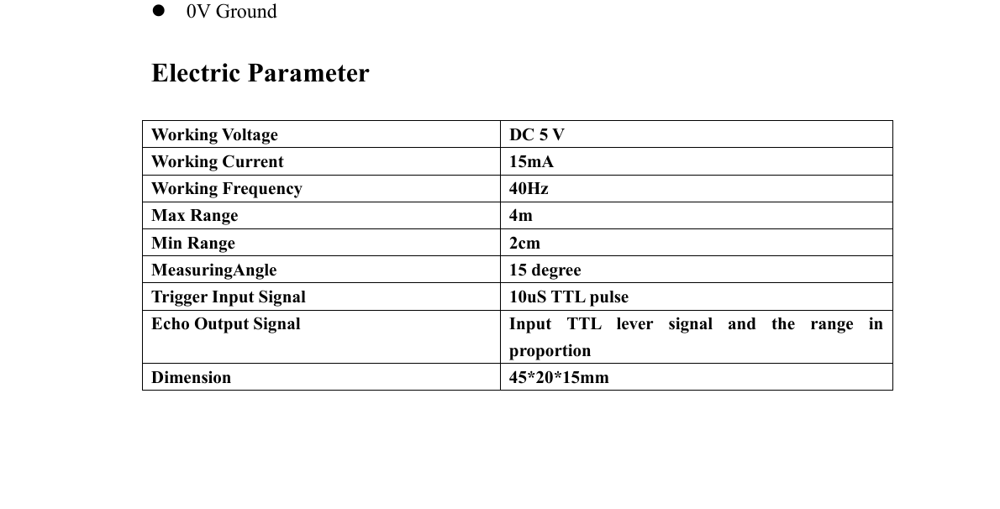 ● 0V Ground
Electric Parameter
Working Voltage DC 5 V
Working Current 15mA
Working Frequency 40Hz
Max Range 4m
Min Range 2cm
MeasuringAngle 15 degree
Trigger Input Signal 10uS TTL pulse
Echo Output Signal Input TTL lever signal and the range in
proportion
Dimension 45*20*15mm